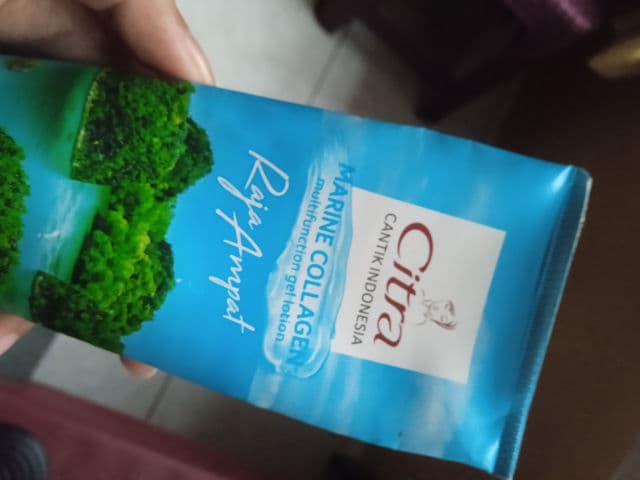 Citra
CANTIK INDONESIA
MARINE COLLAGEN
multifunction gel lotion
Raja Ampat